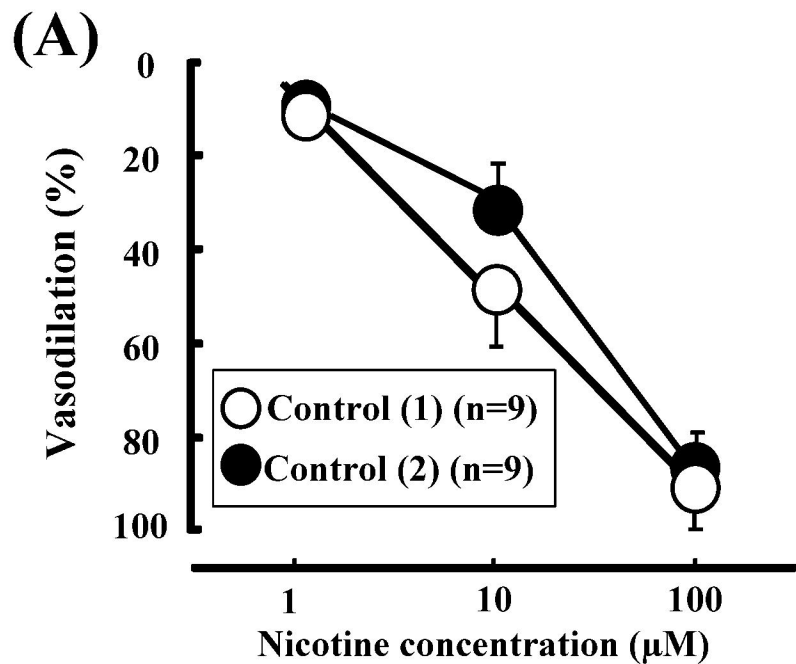 (A)
0
20
40
60
80
100
Vasodilation (%)
Control (1) (n=9)
Control (2) (n=9)
1 10 100
Nicotine concentration (μM)